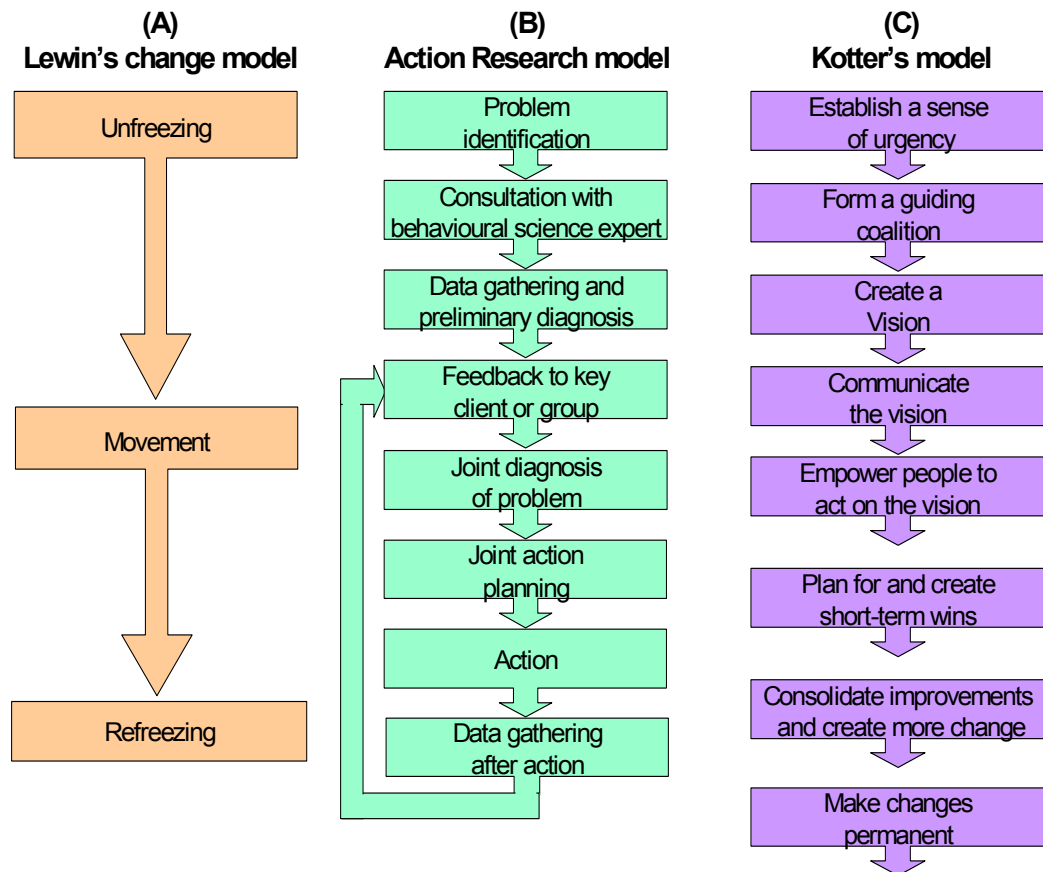 (A)
Lewin's change model
Unfreezing
Movement
Refreezing
(B)
Action Research model
Problem
identification
Consultation with
behavioural science expert
Data gathering and
preliminary diagnosis
Feedback to key
client or group
Joint diagnosis
of problem
Joint action
planning
Action
Data gathering
after action
(C)
Kotter's model
Establish a sense
of urgency
Form a guiding
coalition
Create a
Vision
Communicate
the vision
Empower people to
act on the vision
Plan for and create
short-term wins
Consolidate improvements
and create more change
Make changes
permanent